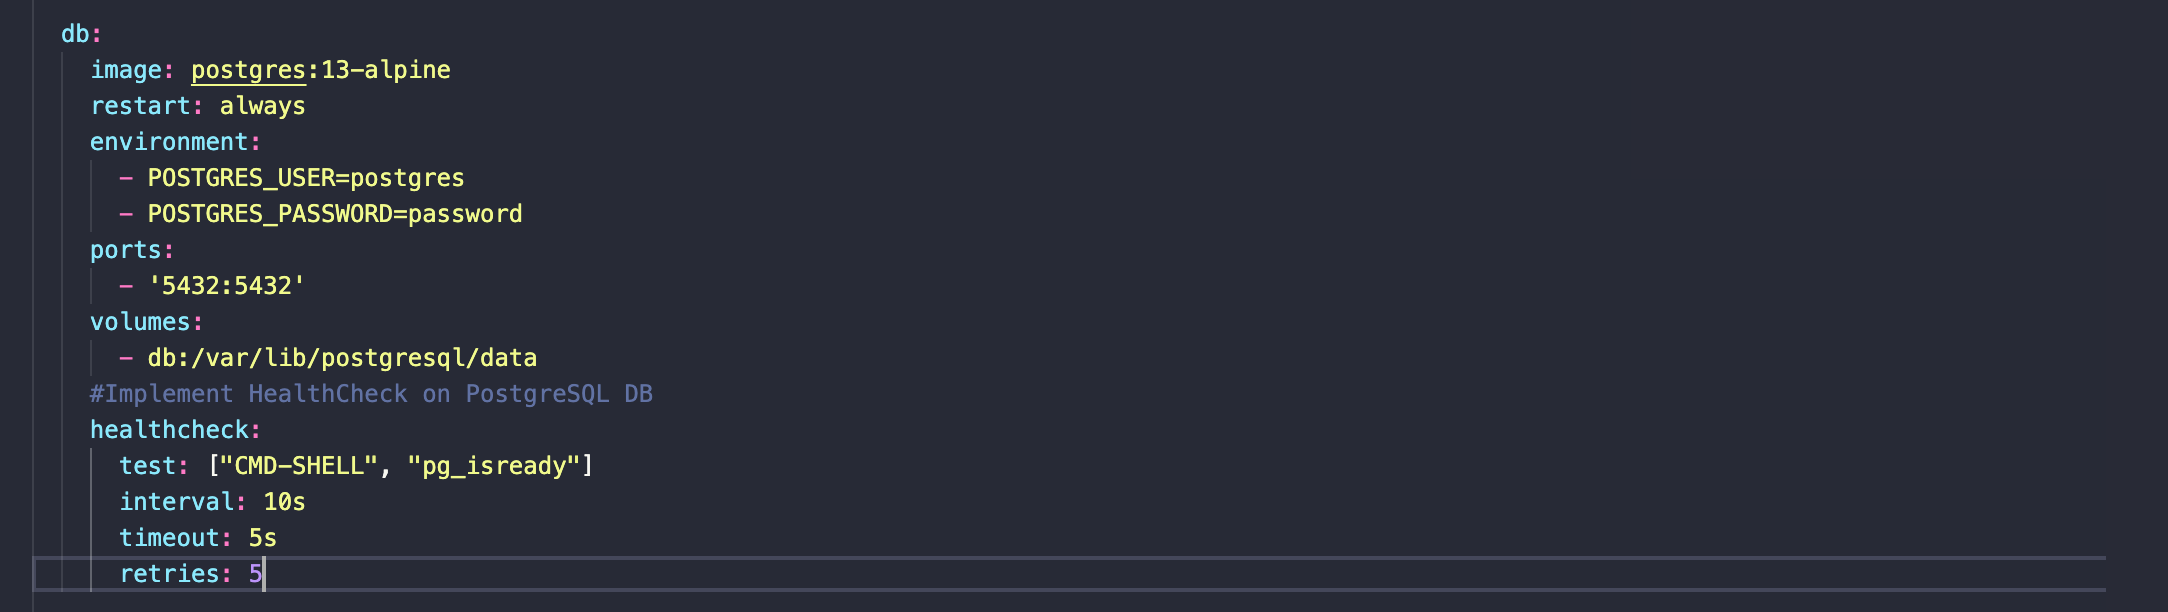 db:
image: postgres:13-alpine
restart: always
environment:
- POSTGRES_USER=postgres
- POSTGRES_PASSWORD=password
ports:
- '5432:5432'
volumes:
- db:/var/lib/postgresql/data
#Implement HealthCheck on PostgreSQL DB
healthcheck:
test: ["CMD-SHELL", "pg_isready"]
interval: 10s
timeout: 5s
retries: 5